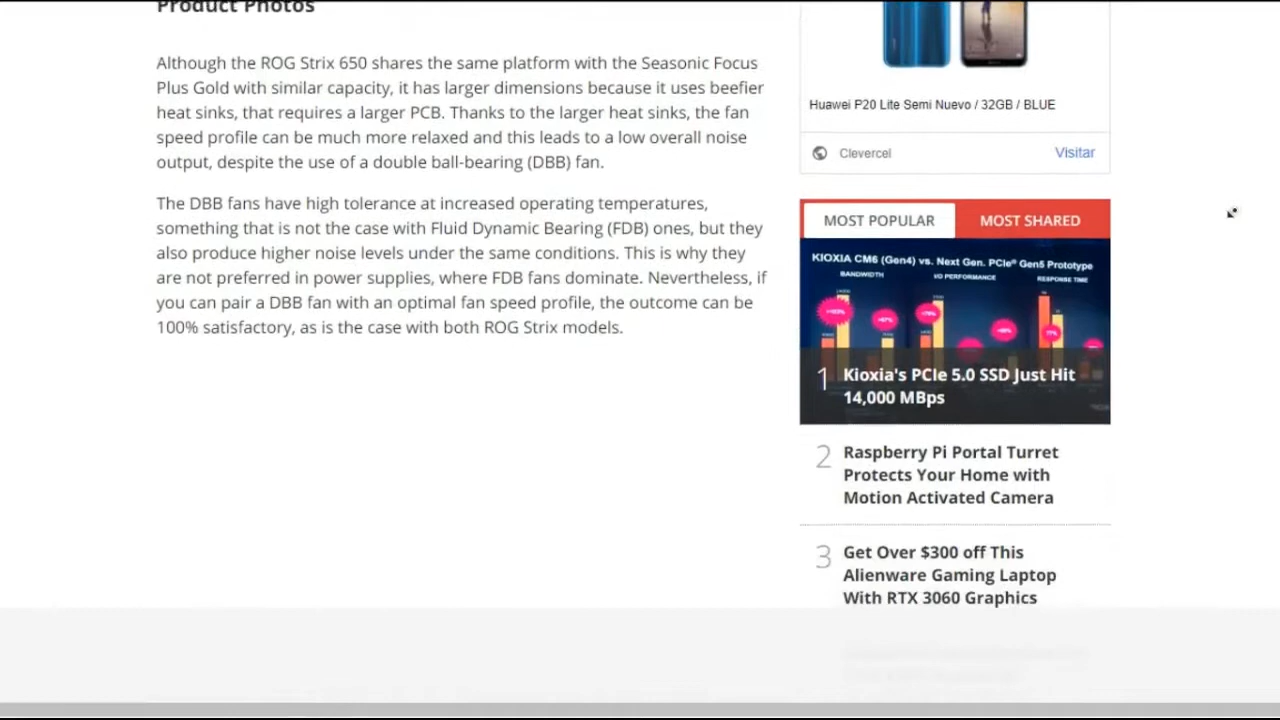 Product Photos
Although the ROG Strix 650 shares the same platform with the Seasonic Focus
Plus Gold with similar capacity, it has larger dimensions because it uses beefier
heat sinks, that requires a larger PCB. Thanks to the larger heat sinks, the fan
speed profile can be much more relaxed and this leads to a low overall noise
output, despite the use of a double ball-bearing (DBB) fan.
The DBB fans have high tolerance at increased operating temperatures,
something that is not the case with Fluid Dynamic Bearing (FDB) ones, but they
also produce higher noise levels under the same conditions. This is why they
are not preferred in power supplies, where FDB fans dominate. Nevertheless, if
you can pair a DBB fan with an optimal fan speed profile, the outcome can be
100% satisfactory, as is the case with both ROG Strix models.
Huawei P20 Lite Semi Nuevo / 32GB / BLUE
Clevercel
Visitar
MOST POPULAR
MOST SHARED
KIOXIA CM6 (Gen4) vs. Next Gen. PCIe® Gen5 Prototype
BANDWIDTH
I/O PERFORMANCE
RESPONSE TIME
1 Kioxia's PCIe 5.0 SSD Just Hit
14,000 MBps
2 Raspberry Pi Portal Turret
Protects Your Home with
Motion Activated Camera
3 Get Over $300 off This
Alienware Gaming Laptop
With RTX 3060 Graphics